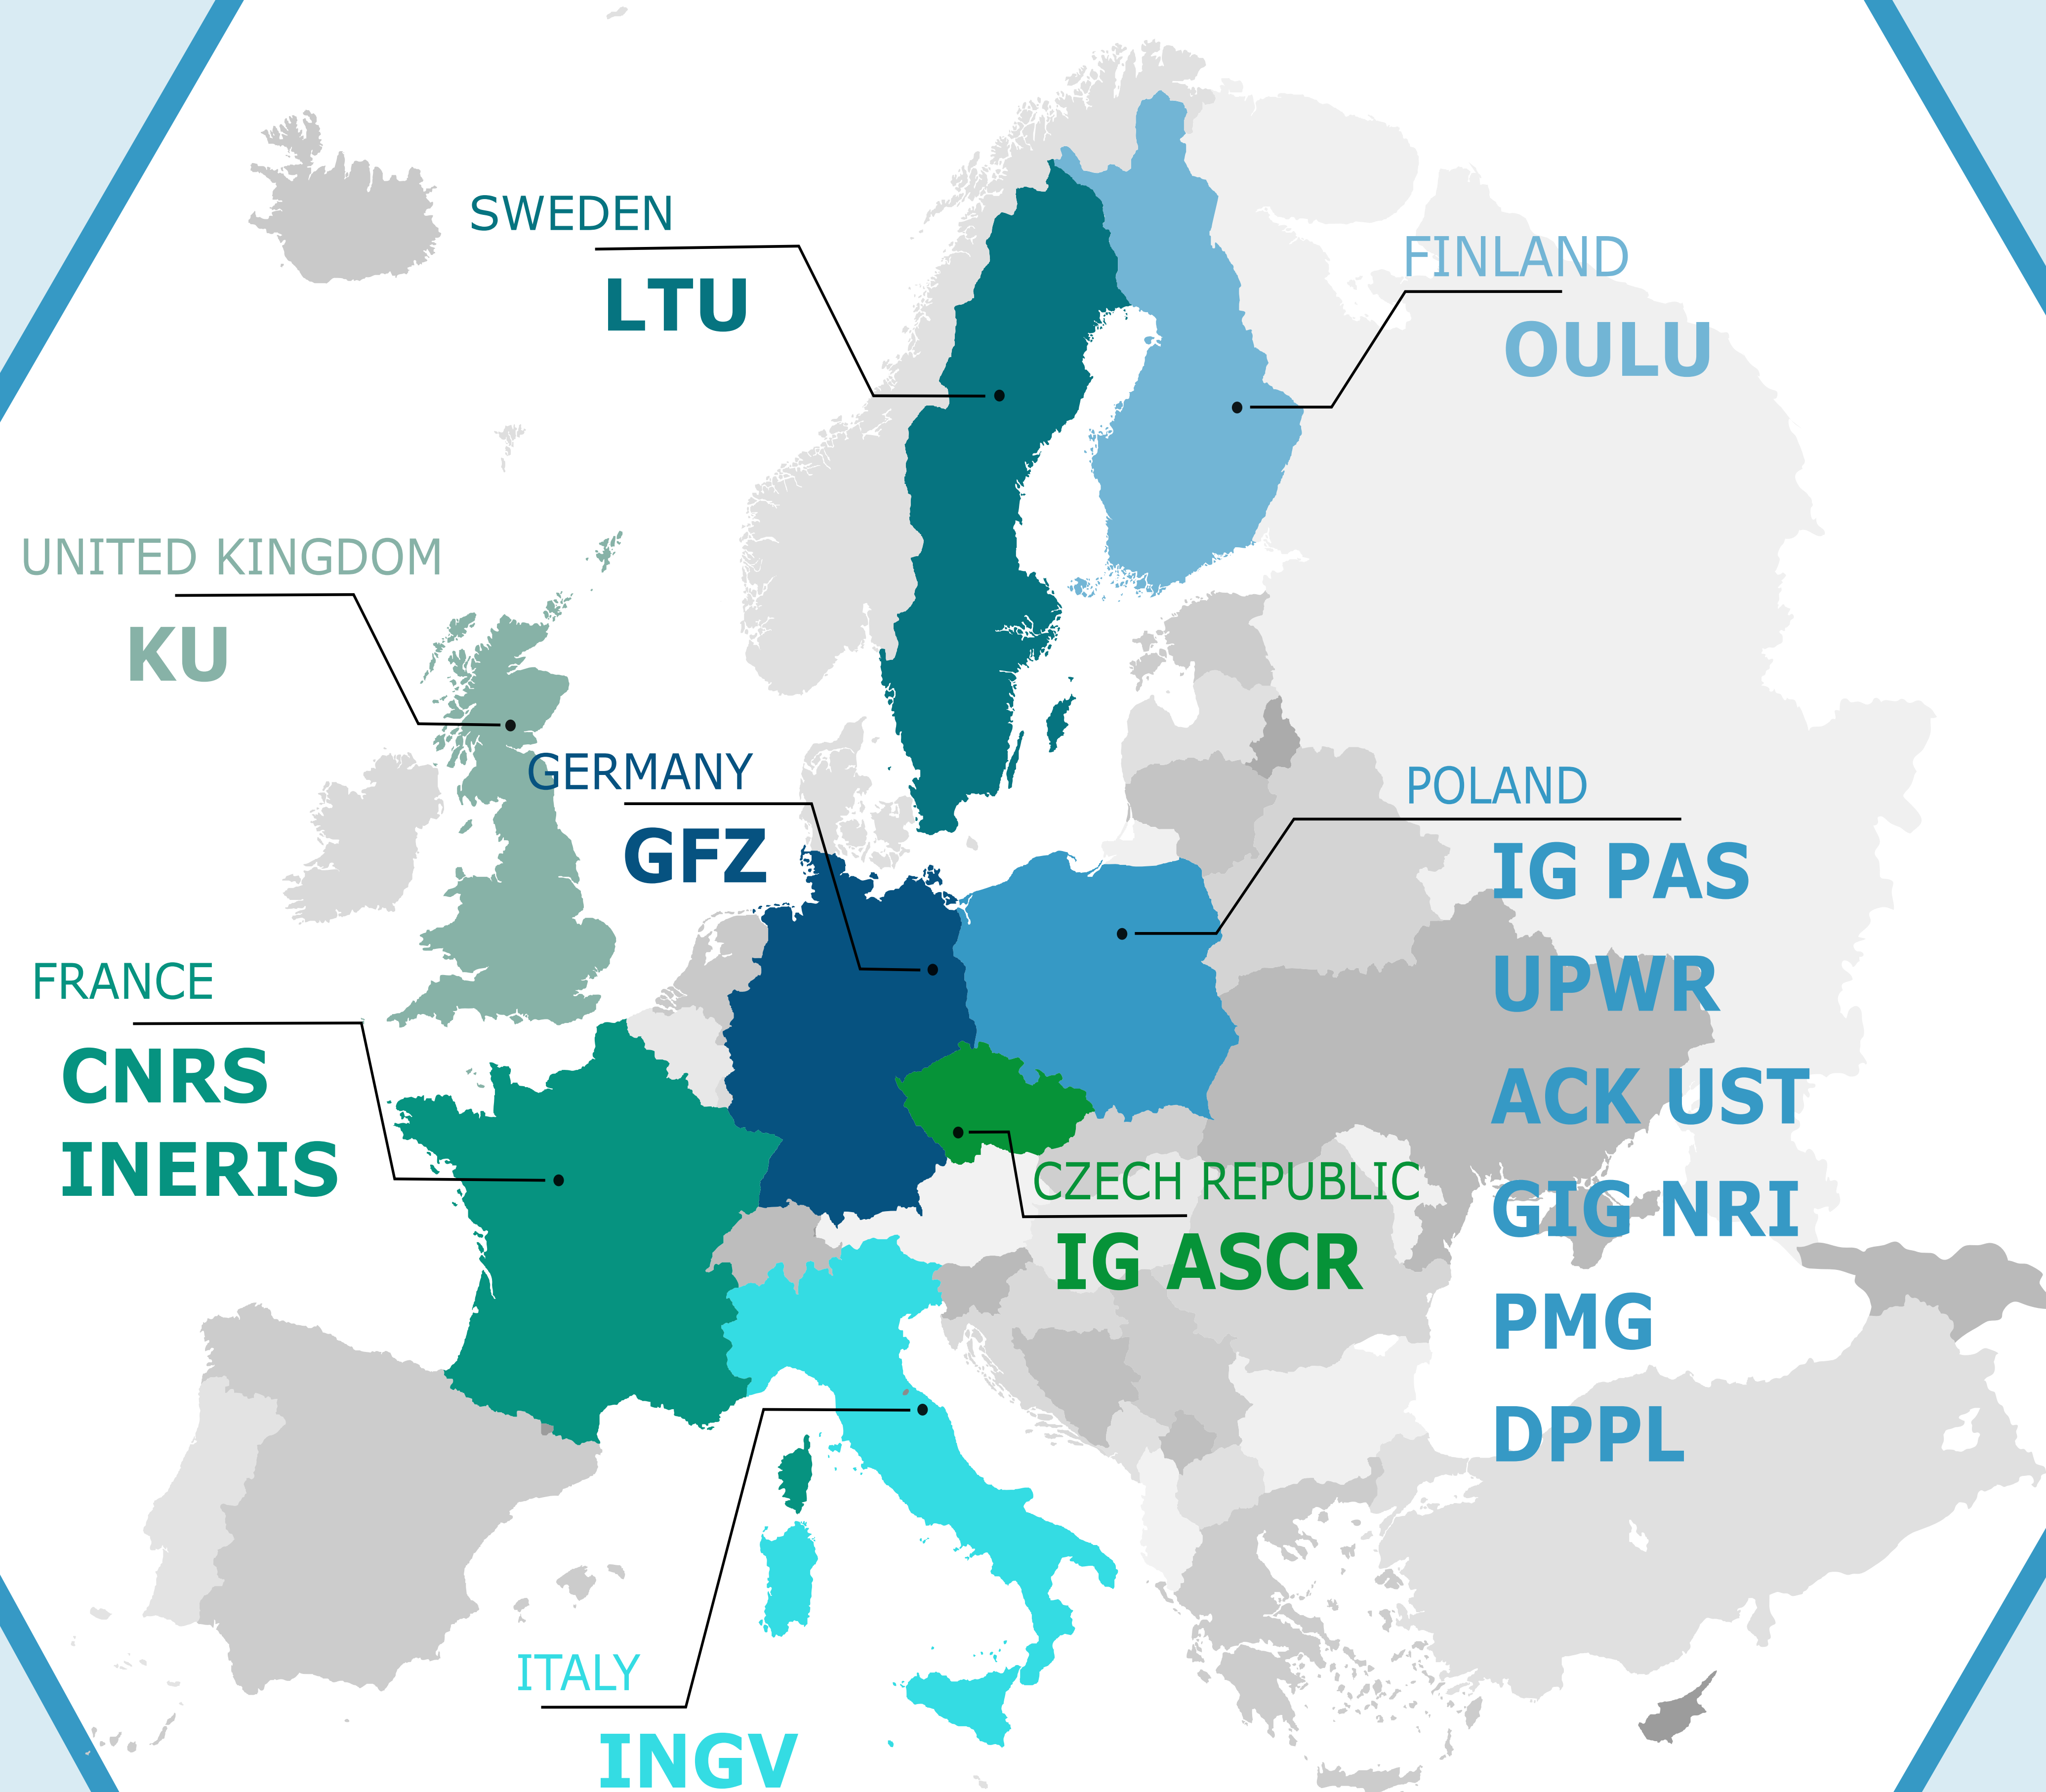 SWEDEN
LTU
FINLAND
OULU
UNITED KINGDOM
KU
GERMANY
GFZ
POLAND
IG PAS
UPWR
ACK UST
GIG NRI
PMG
DPPL
FRANCE
CNRS
INERIS
CZECH REPUBLIC
IG ASCR
ITALY
INGV